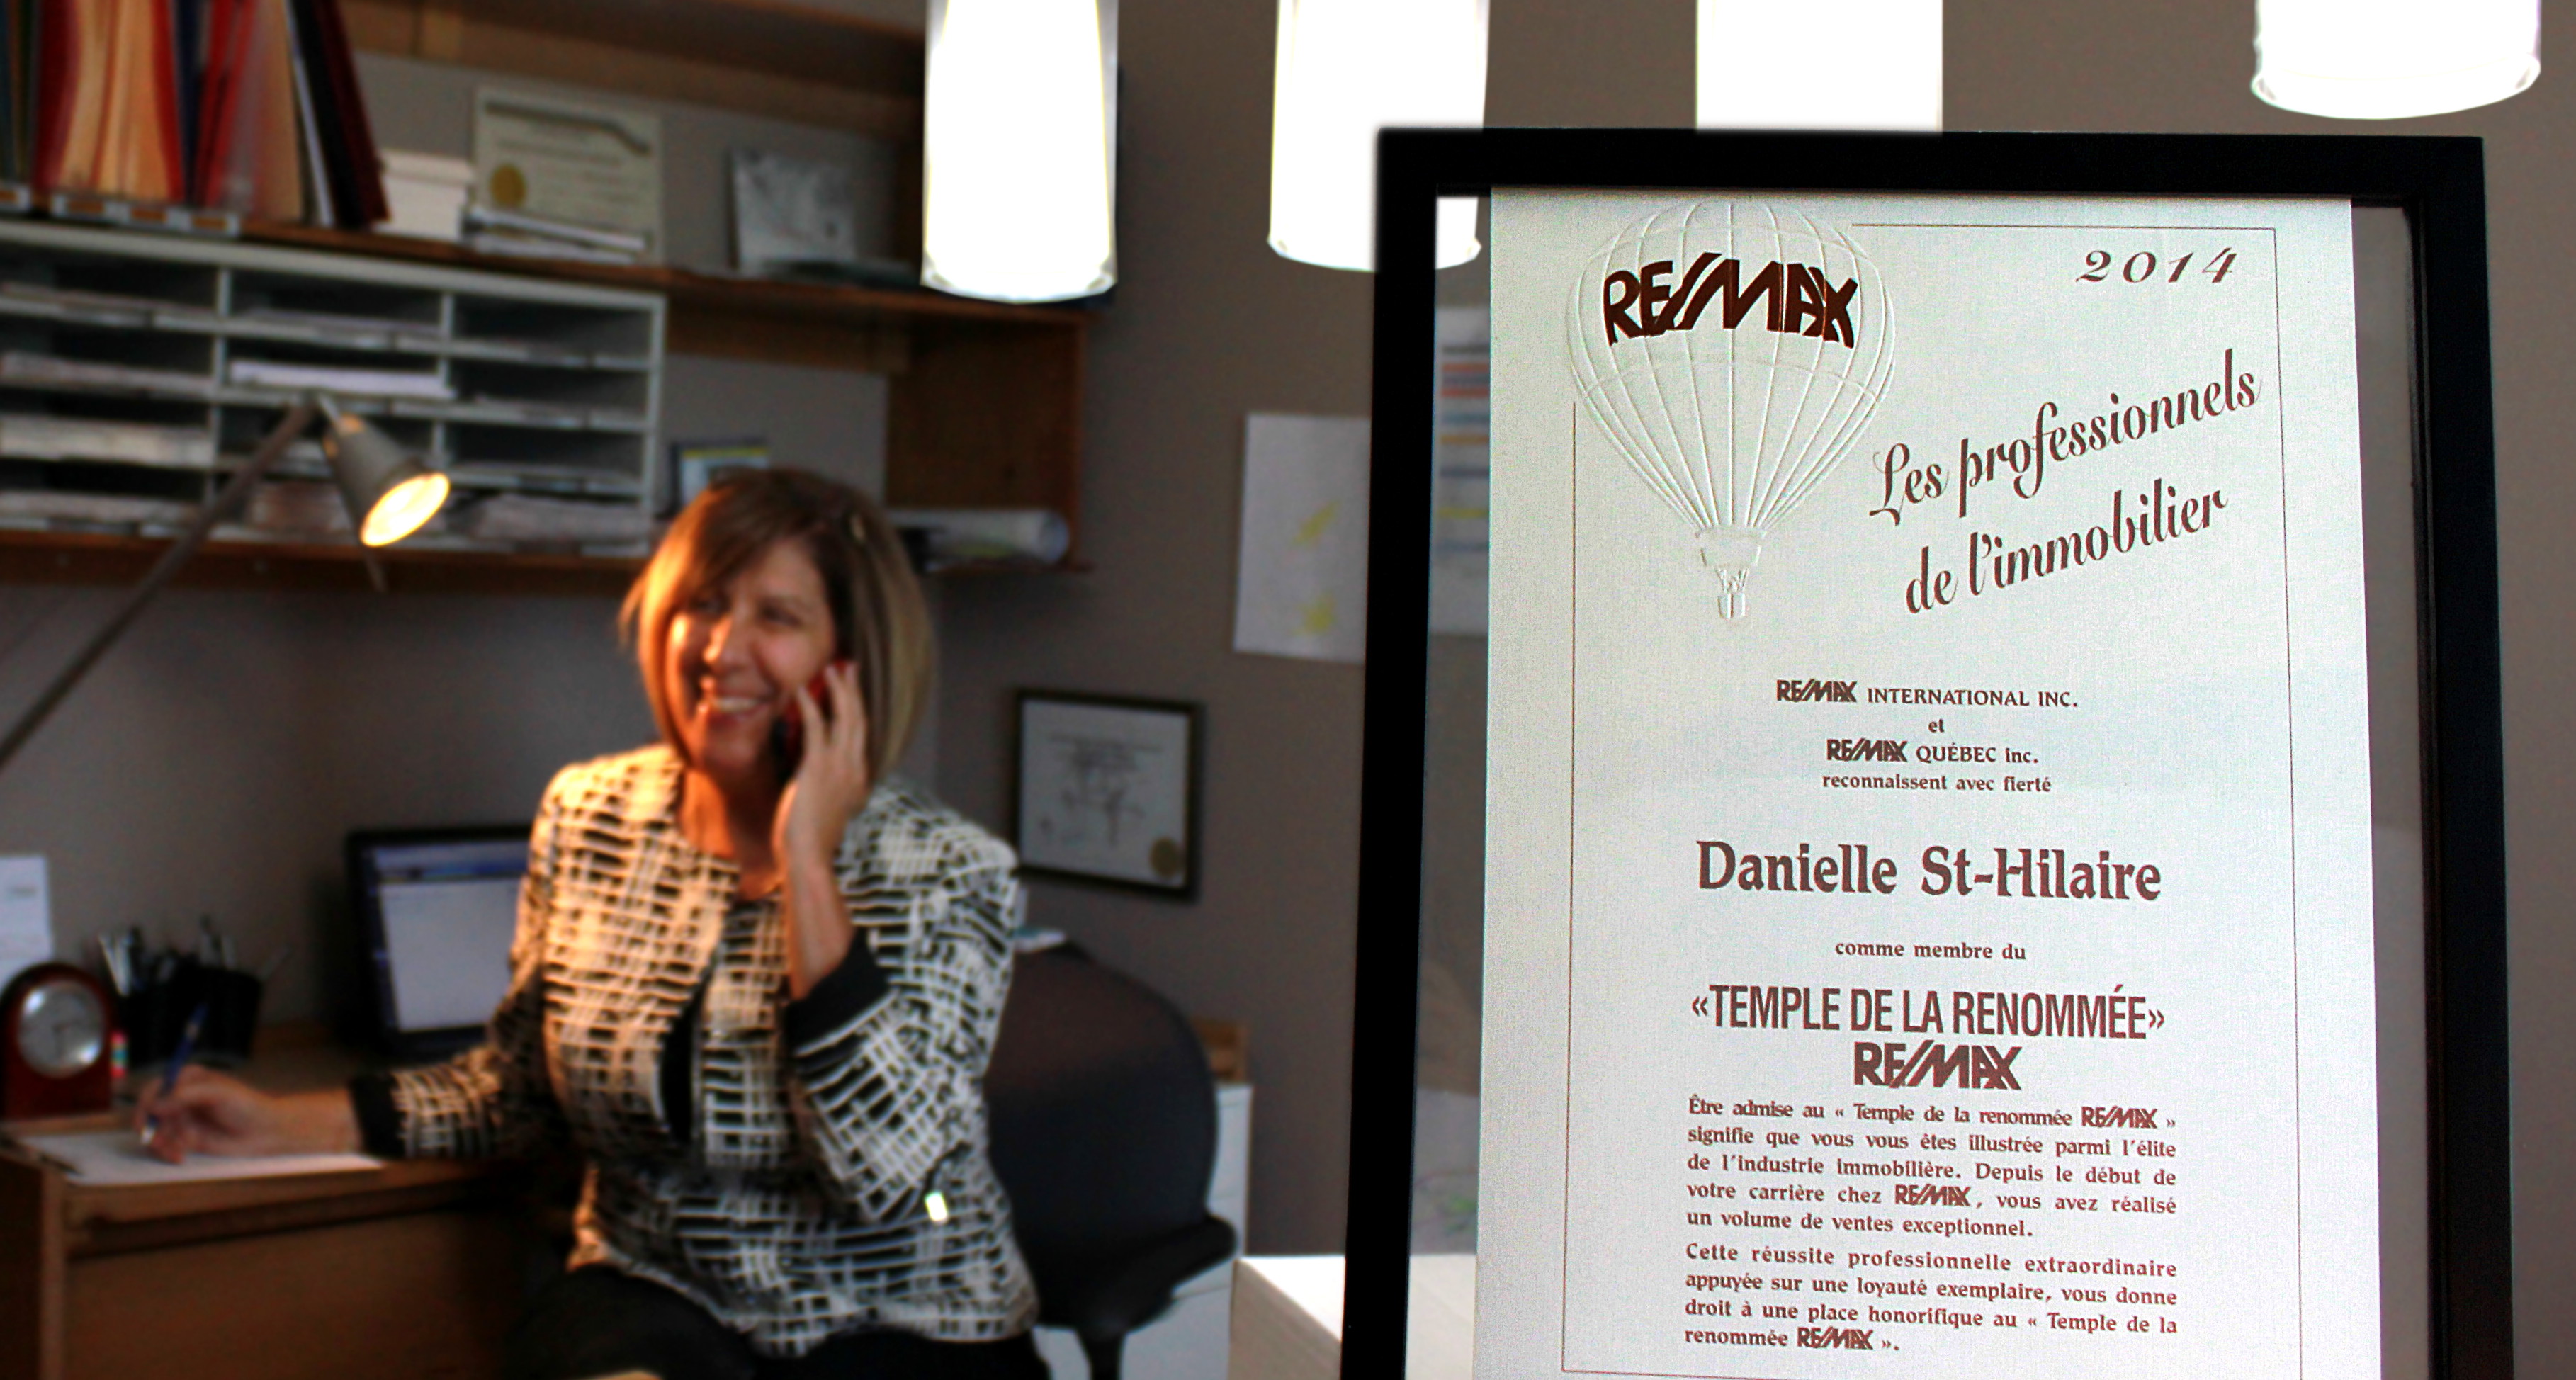 RE/MAX
2014
Les professionnels
de l'immobilier
RE/MAX INTERNATIONAL INC.
et
RE/MAX QUÉBEC inc.
reconnaissent avec fierté
Danielle St-Hilaire
comme membre du
«TEMPLE DE LA RENOMMÉE»
RE/MAX
Être admise au « Temple de la renommée RE/MAX »
signifie que vous vous êtes illustrée parmi l'élite
de l'industrie immobilière. Depuis le début de
votre carrière chez RE/MAX, vous avez réalisé
un volume de ventes exceptionnel.
Cette réussite professionnelle extraordinaire
appuyée sur une loyauté exemplaire, vous donne
droit à une place honorifique au « Temple de la
renommée RE/MAX ».